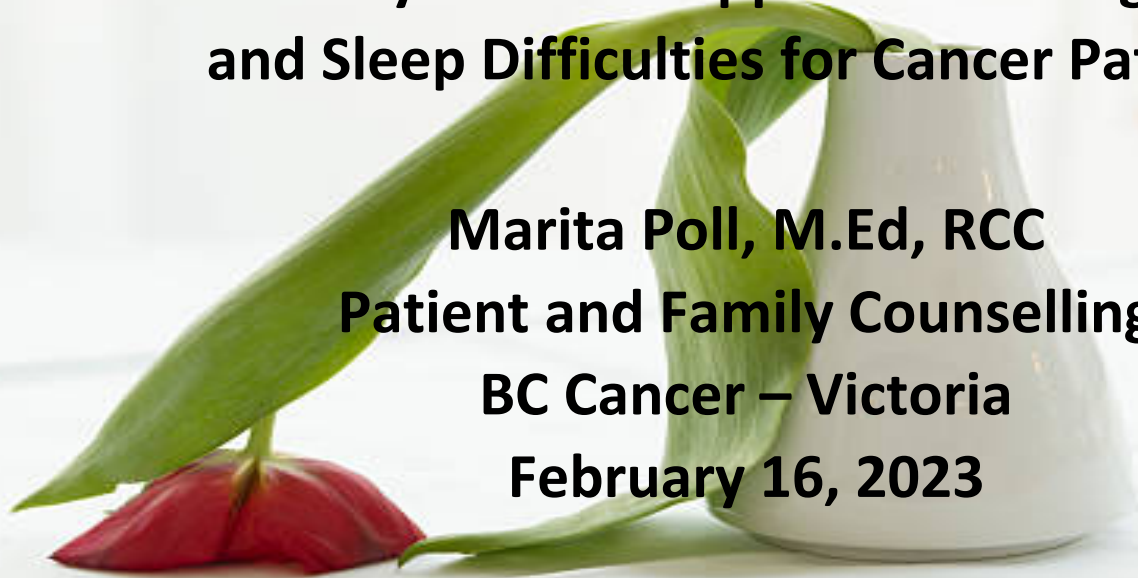 and Sleep Difficulties for Cancer
Marita Poll, M.Ed, RCC
Patient and Family Counselling
BC Cancer – Victoria
February 16, 2023